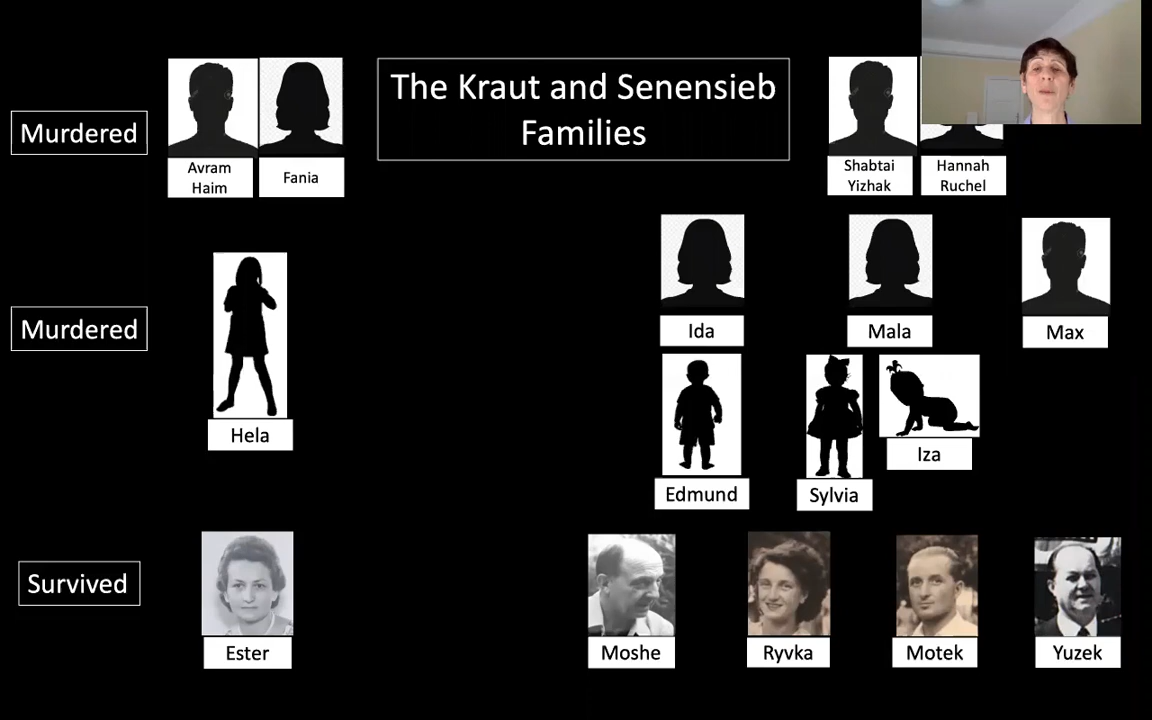 The Kraut and Senensieb
Families
Murdered
Avram
Haim
Fania
Shabtai
Yizhak
Hannah
Ruchel
Murdered
Ida
Mala
Max
Hela
Edmund
Sylvia
Iza
Survived
Ester
Moshe
Ryvka
Motek
Yuzek